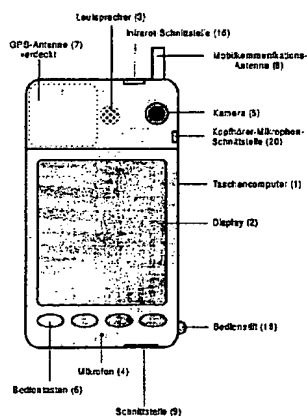 Lautsprecher (3)
Infrarot Schnittstelle (16)
GPS-Antenne (7)
verdeckt
Mobilkommunikations-
Antenne (8)
Kamera (5)
Kopfhörer-Mikrophon-
Schnittstelle (20)
Taschencomputer (1)
Display (2)
Bedienstift (18)
Mikrofon (4)
Bedientasten (6)
Schnittstelle (9)